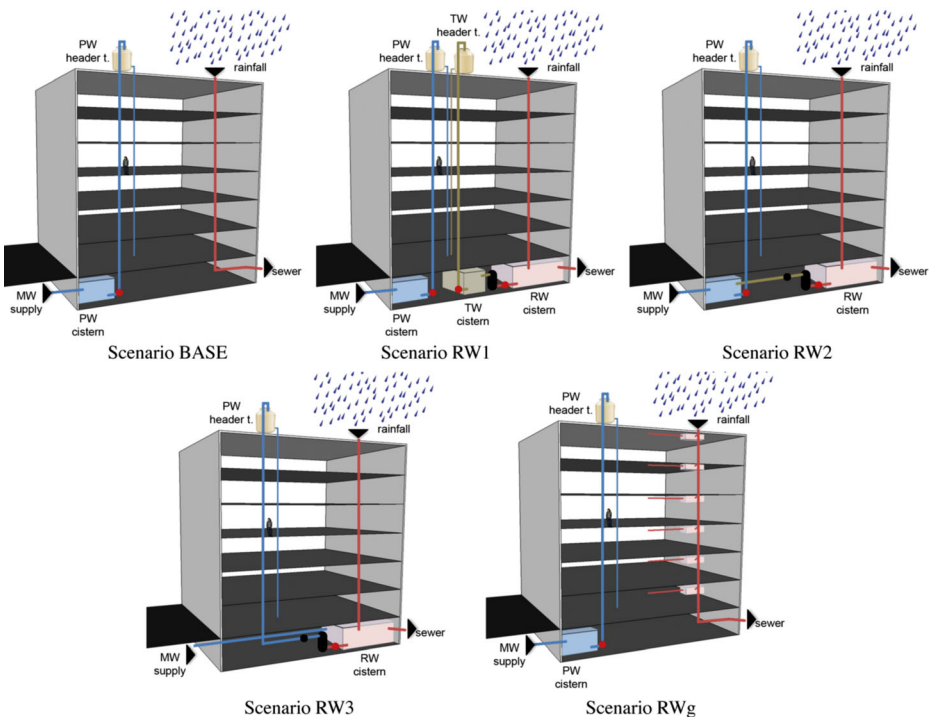 PW
header t.
rainfall
MW
supply
PW
cistern
sewer
Scenario BASE
TW
header t.
PW
header t.
rainfall
MW
supply
PW
cistern
TW
cistern
RW
cistern
sewer
Scenario RW1
PW
header t.
rainfall
MW
supply
RW
cistern
sewer
Scenario RW2
PW
header t.
rainfall
MW
supply
RW
cistern
sewer
Scenario RW3
PW
header t.
rainfall
MW
supply
PW
cistern
sewer
Scenario RWg